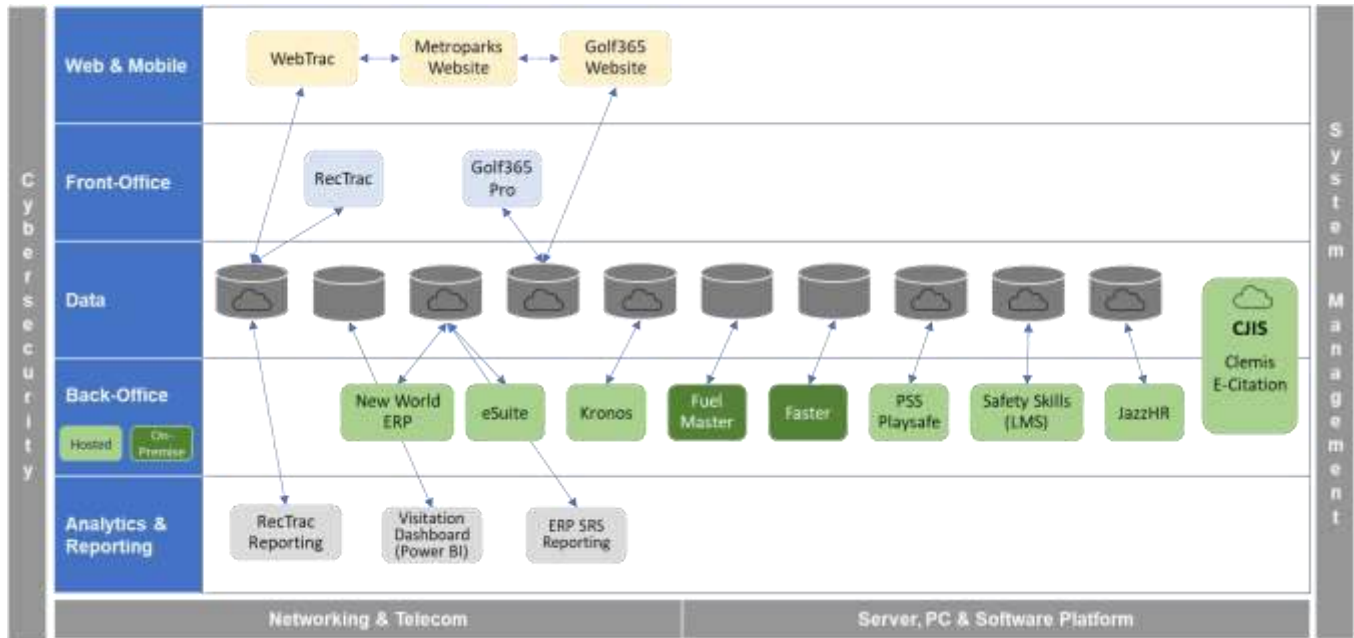 Cybersecurity
Web & Mobile
WebTrac
Metroparks
Website
Golf365
Website
Front-Office
RecTrac
Golf365
Pro
Data
CJIS
Clemis
E-Citation
Back-Office
Hosted
On-
Premise
New World
ERP
eSuite
Kronos
Fuel
Master
Faster
PSS
Playsafe
Safety Skills
(LMS)
JazzHR
Analytics &
Reporting
RecTrac
Reporting
Visitation
Dashboard
(Power BI)
ERP SRS
Reporting
System Management
Networking & Telecom
Server, PC & Software Platform